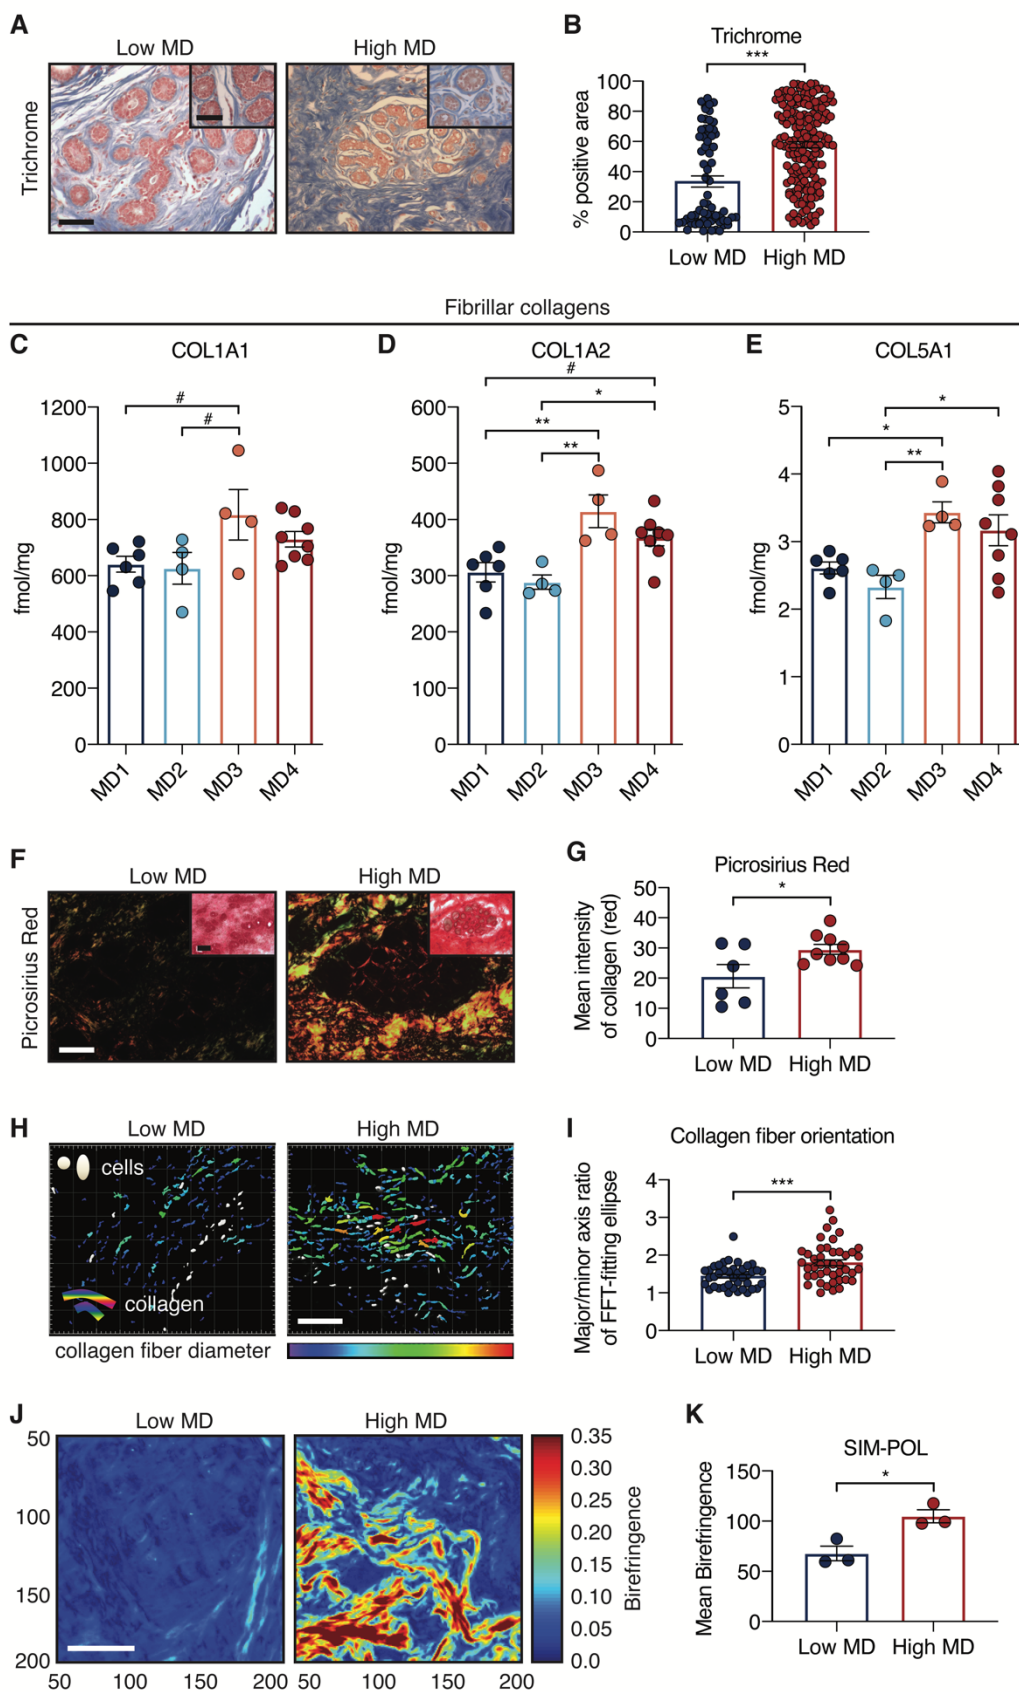 A
Low MD
High MD
Trichrome
B
Trichrome
***
% positive area
100
80
60
40
20
0
Low MD
High MD
Fibrillar collagens
C
COL1A1
#
#
fmol/mg
1200
1000
800
600
400
200
0
MD1
MD2
MD3
MD4
D
COL1A2
#
*
**
**
fmol/mg
600
500
400
300
200
100
0
MD1
MD2
MD3
MD4
E
COL5A1
*
*
**
fmol/mg
5
4
3
2
1
0
MD1
MD2
MD3
MD4
F
Low MD
High MD
Picrosirius Red
G
Picrosirius Red
*
Mean intensity
of collagen (red)
50
40
30
20
10
0
Low MD
High MD
H
Low MD
High MD
cells
collagen
collagen fiber diameter
I
Collagen fiber orientation
***
Major/minor axis ratio
of FFT-fitting ellipse
4
3
2
1
0
Low MD
High MD
J
Low MD
High MD
50
100
150
200
50
100
150
200
50
100
150
200
0.35
0.30
0.25
0.20
0.15
0.10
0.05
0.0
Birefringence
K
SIM-POL
*
Mean Birefringence
150
100
50
0
Low MD
High MD